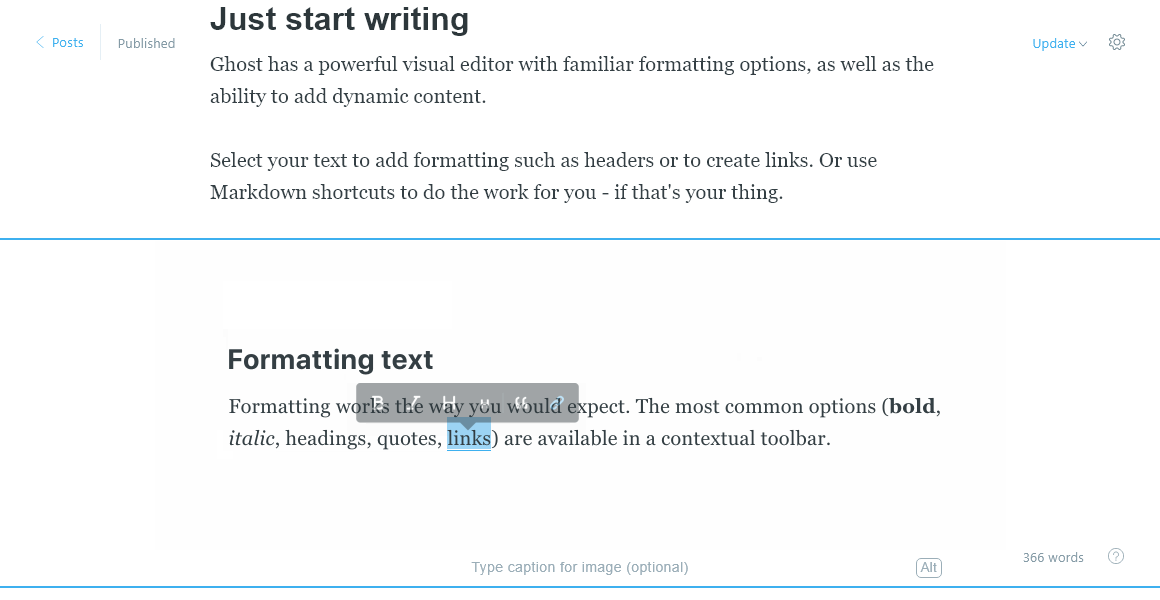 Just start writing
Posts
Published
Update
Ghost has a powerful visual editor with familiar formatting options, as well as the
ability to add dynamic content.
Select your text to add formatting such as headers or to create links. Or use
Markdown shortcuts to do the work for you - if that's your thing.
Formatting text
B I H H
Formatting works the way you would expect. The most common options (bold,
italic, headings, quotes, links) are available in a contextual toolbar.
366 words
?
Type caption for image (optional)
Alt